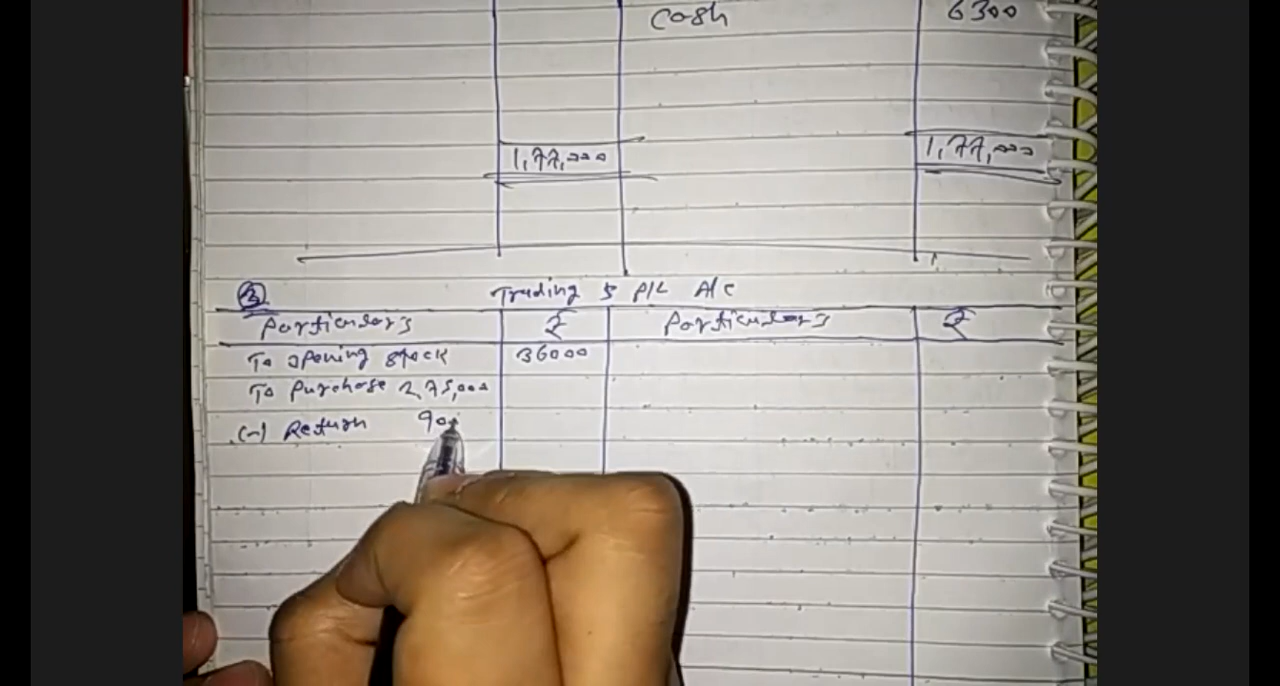 Cash 6300
1,77,000 1,77,000
3 Trading & P/L A/c
Particulars ₹ Particulars ₹
To opening stock 36000
To purchase 2,75,000
(-) Return 900